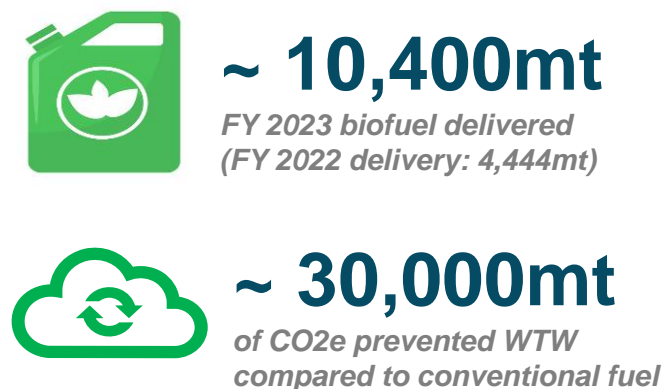 ~ 10,400mt
FY 2023 biofuel delivered
(FY 2022 delivery: 4,444mt)
~ 30,000mt
of CO2e prevented WTW
compared to conventional fuel